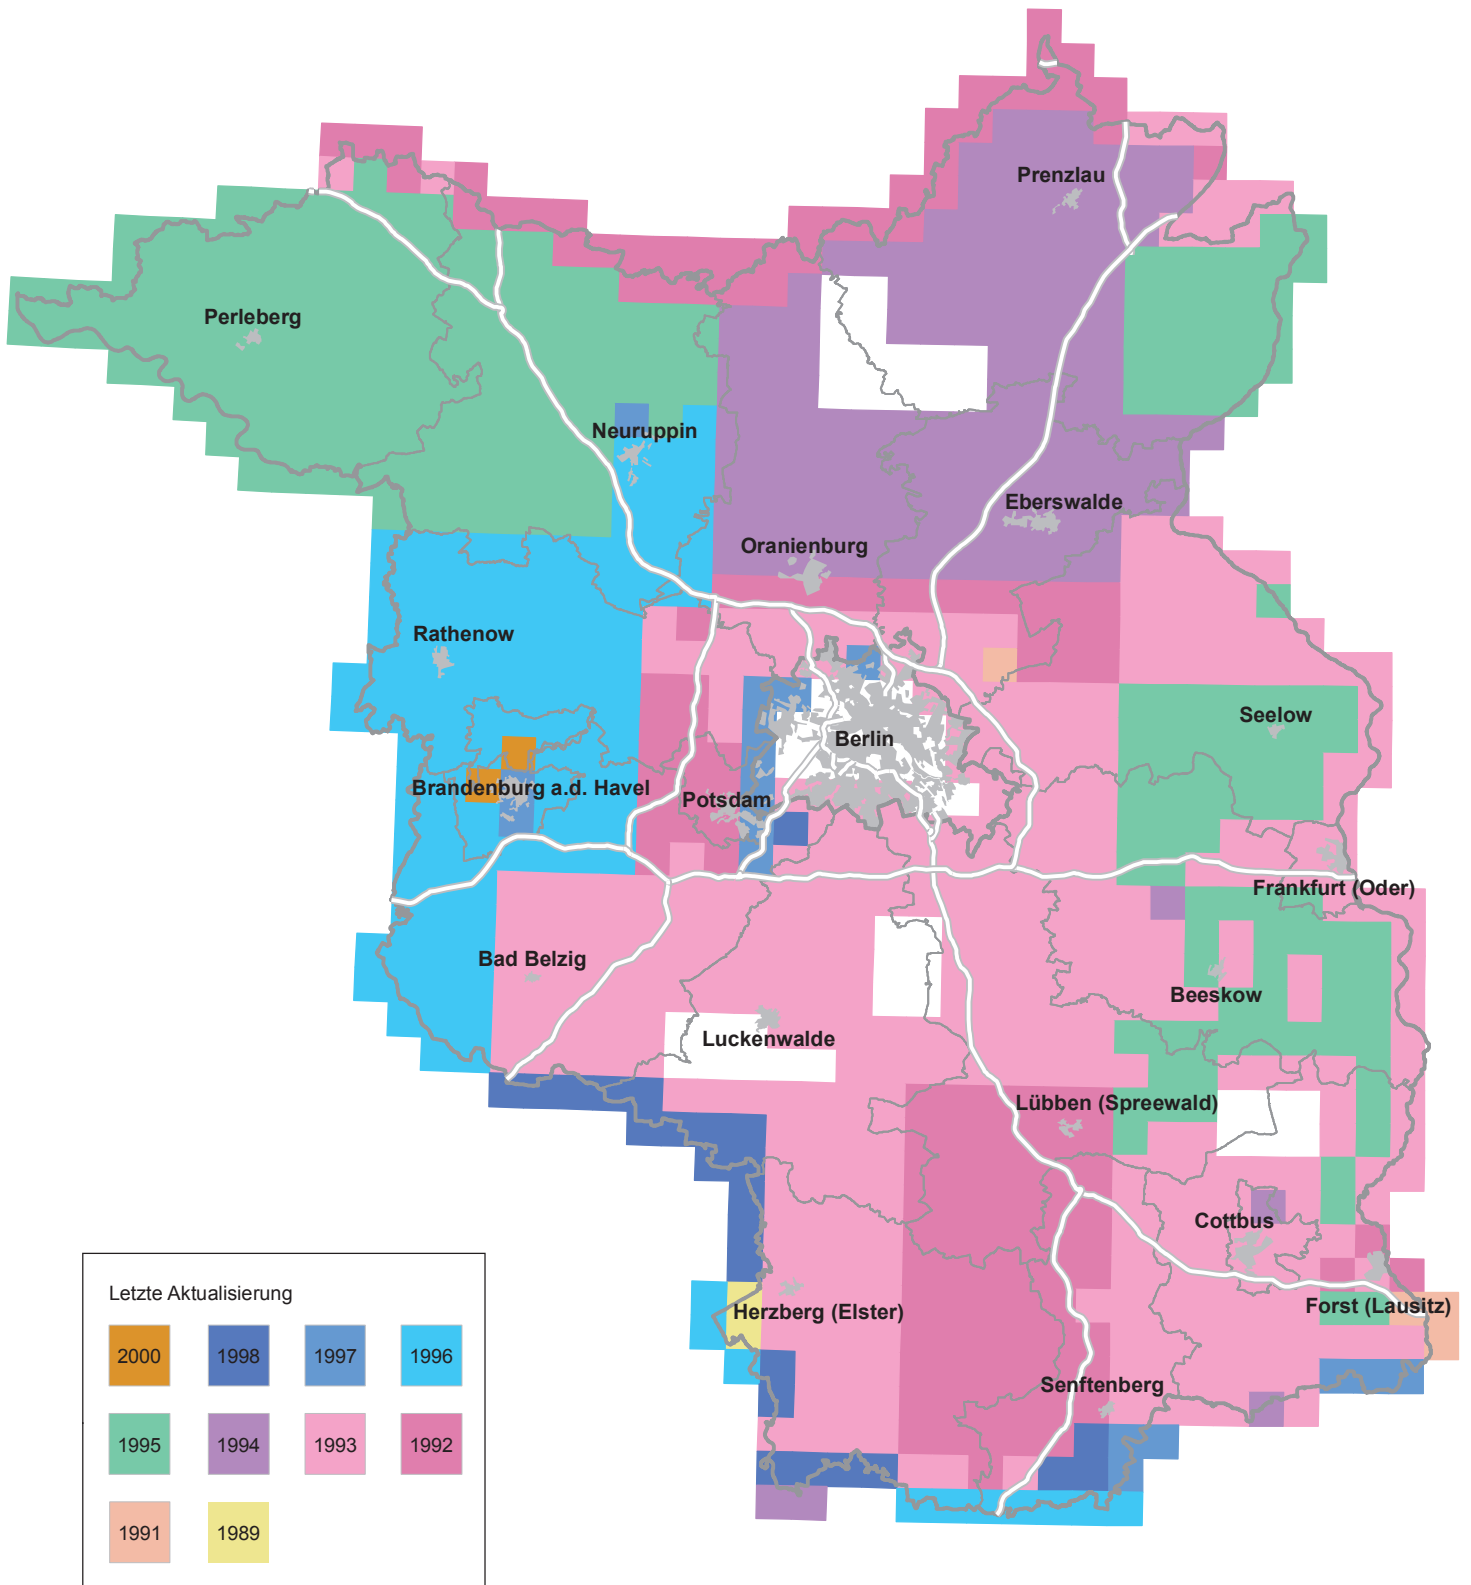 Prenzlau
Perleberg
Neuruppin
Eberswalde
Oranienburg
Rathenow
Seelow
Berlin
Brandenburg a.d. Havel
Potsdam
Frankfurt (Oder)
Bad Belzig
Beeskow
Luckenwalde
Lübben (Spreewald)
Cottbus
Herzberg (Elster)
Forst (Lausitz)
Senftenberg
Letzte Aktualisierung
2000 1998 1997 1996
1995 1994 1993 1992
1991 1989